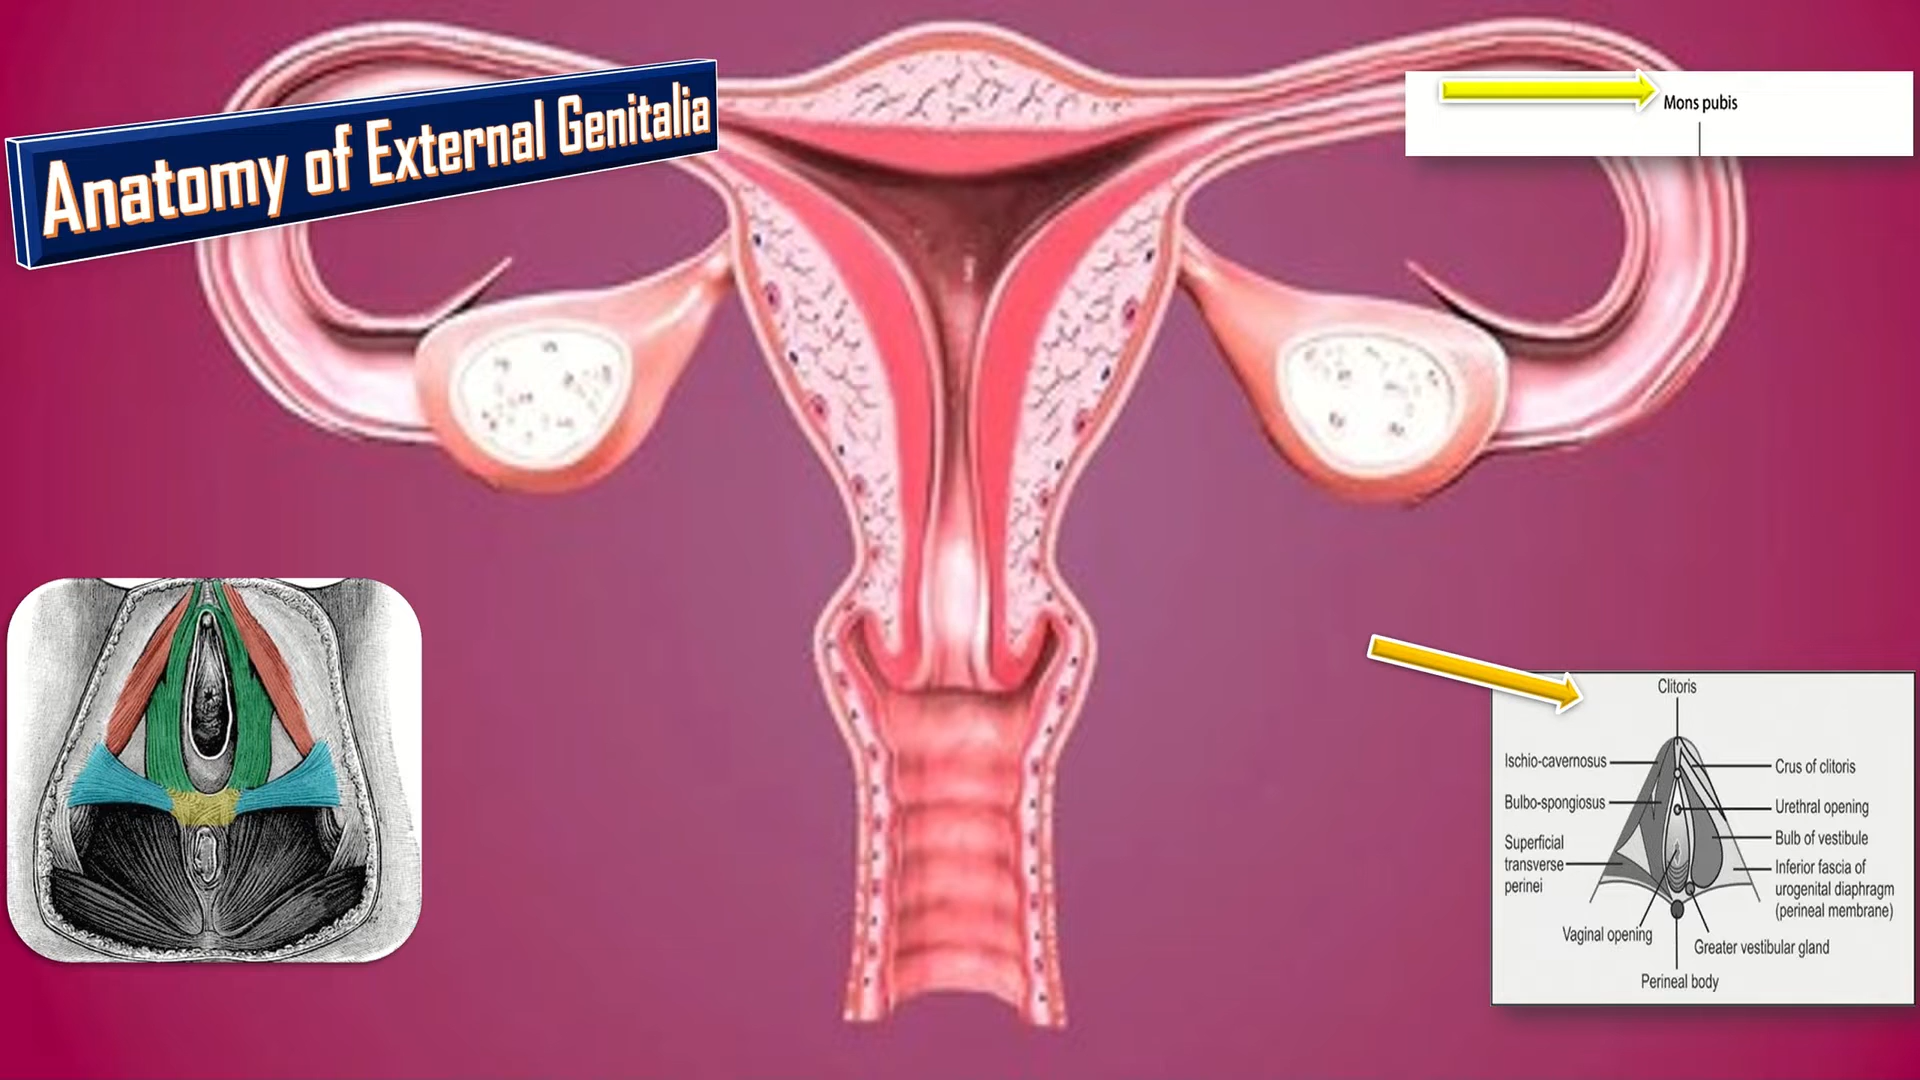 Anatomy of External Genitalia
Mons pubis
Clitoris
Ischio-cavernosus
Crus of clitoris
Bulbo-spongiosus
Urethral opening
Superficial
transverse
perinei
Bulb of vestibule
Inferior fascia of
urogenital diaphragm
(perineal membrane)
Vaginal opening
Greater vestibular gland
Perineal body